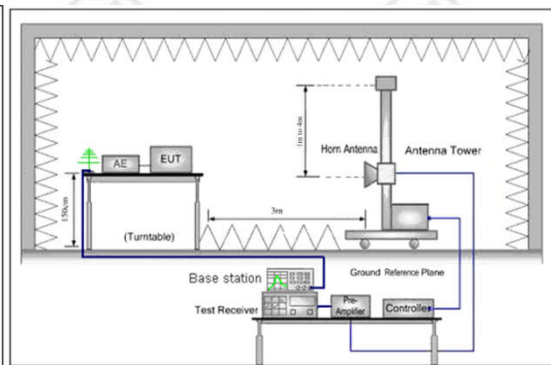 1m to 4m
Horn Antenna
Antenna Tower
AE
EUT
150cm
3m
(Turntable)
Ground Reference Plane
Base station
Test Receiver
Pre-
Amplifier
Controller